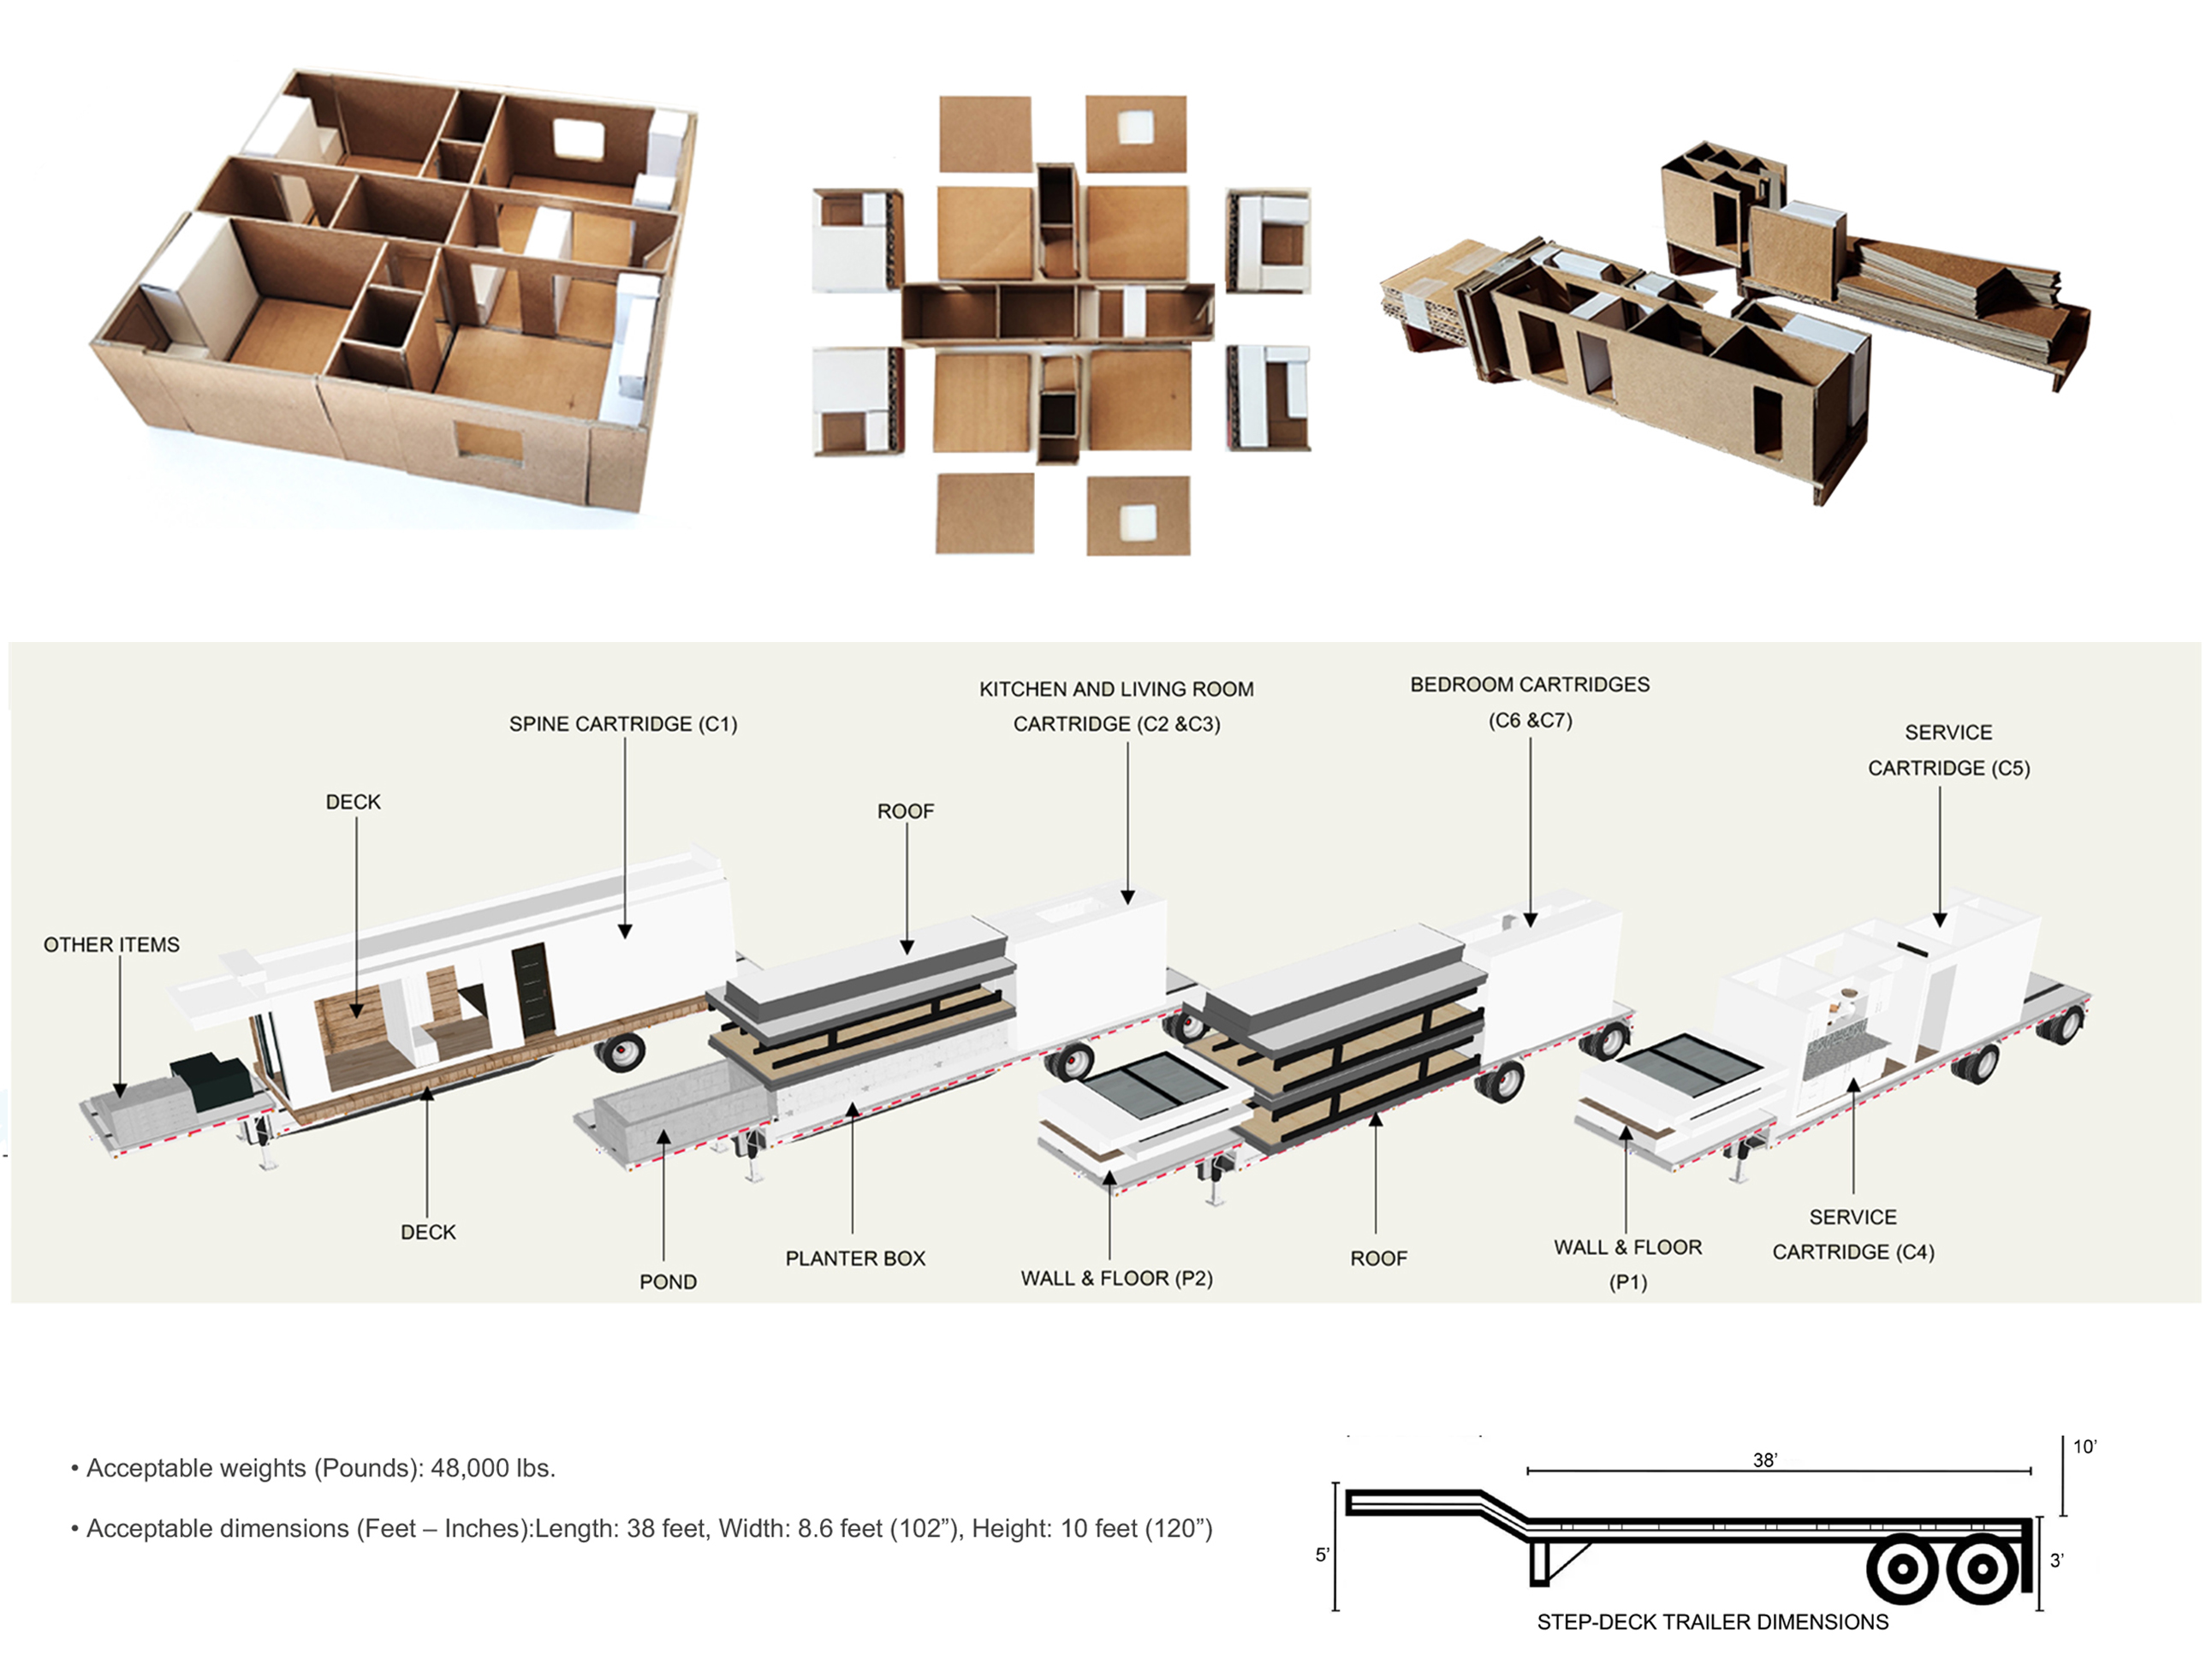 KITCHEN AND LIVING ROOM
CARTRIDGE (C2 &C3)
BEDROOM CARTRIDGES
(C6 &C7)
SPINE CARTRIDGE (C1)
SERVICE
CARTRIDGE (C5)
DECK
ROOF
OTHER ITEMS
DECK
POND
PLANTER BOX
WALL & FLOOR (P2)
ROOF
WALL & FLOOR
(P1)
SERVICE
CARTRIDGE (C4)
• Acceptable weights (Pounds): 48,000 lbs.
• Acceptable dimensions (Feet – Inches):Length: 38 feet, Width: 8.6 feet (102”), Height: 10 feet (120”)
10’
38’
5’
3’
STEP-DECK TRAILER DIMENSIONS